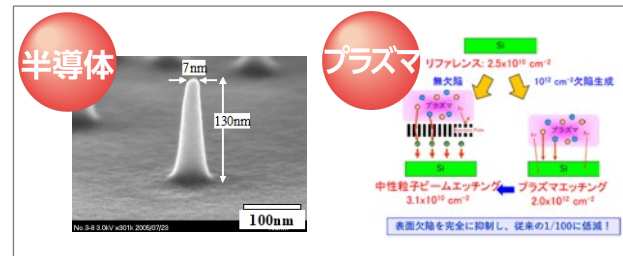 半導体
7nm
130nm
100nm
No.3-8 3.0kV x301k 2005/07/23
プラズマ
Si
リファレンス: 2.5x10¹⁰ cm⁻²
無欠陥
10¹² cm⁻²欠陥生成
プラズマ
プラズマ
Si
Si
中性粒子ビームエッチング
3.1x10¹⁰ cm⁻²
プラズマエッチング
2.0x10¹² cm⁻²
表面欠陥を完全に抑制し、従来の1/100に低減！